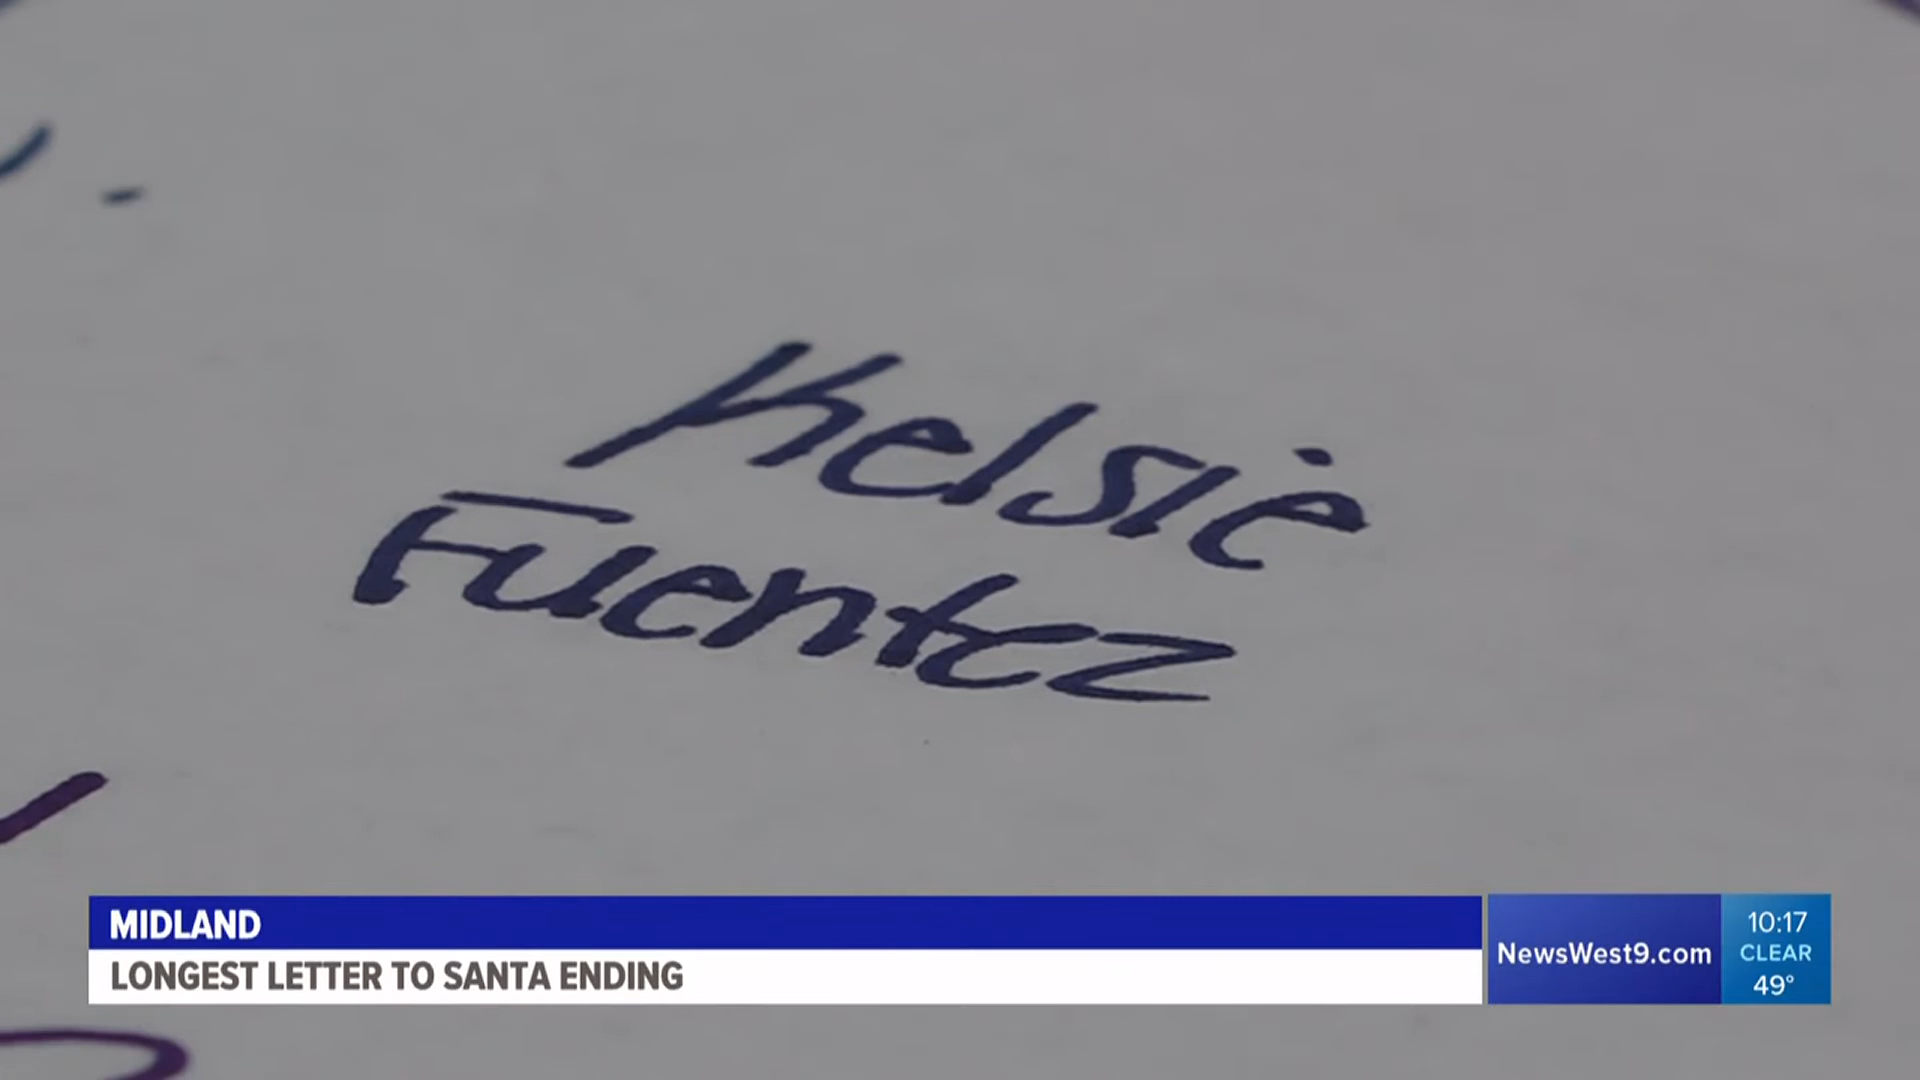 Kelsie
Fuentez
MIDLAND
LONGEST LETTER TO SANTA ENDING
NewsWest9.com
10:17
CLEAR
49°